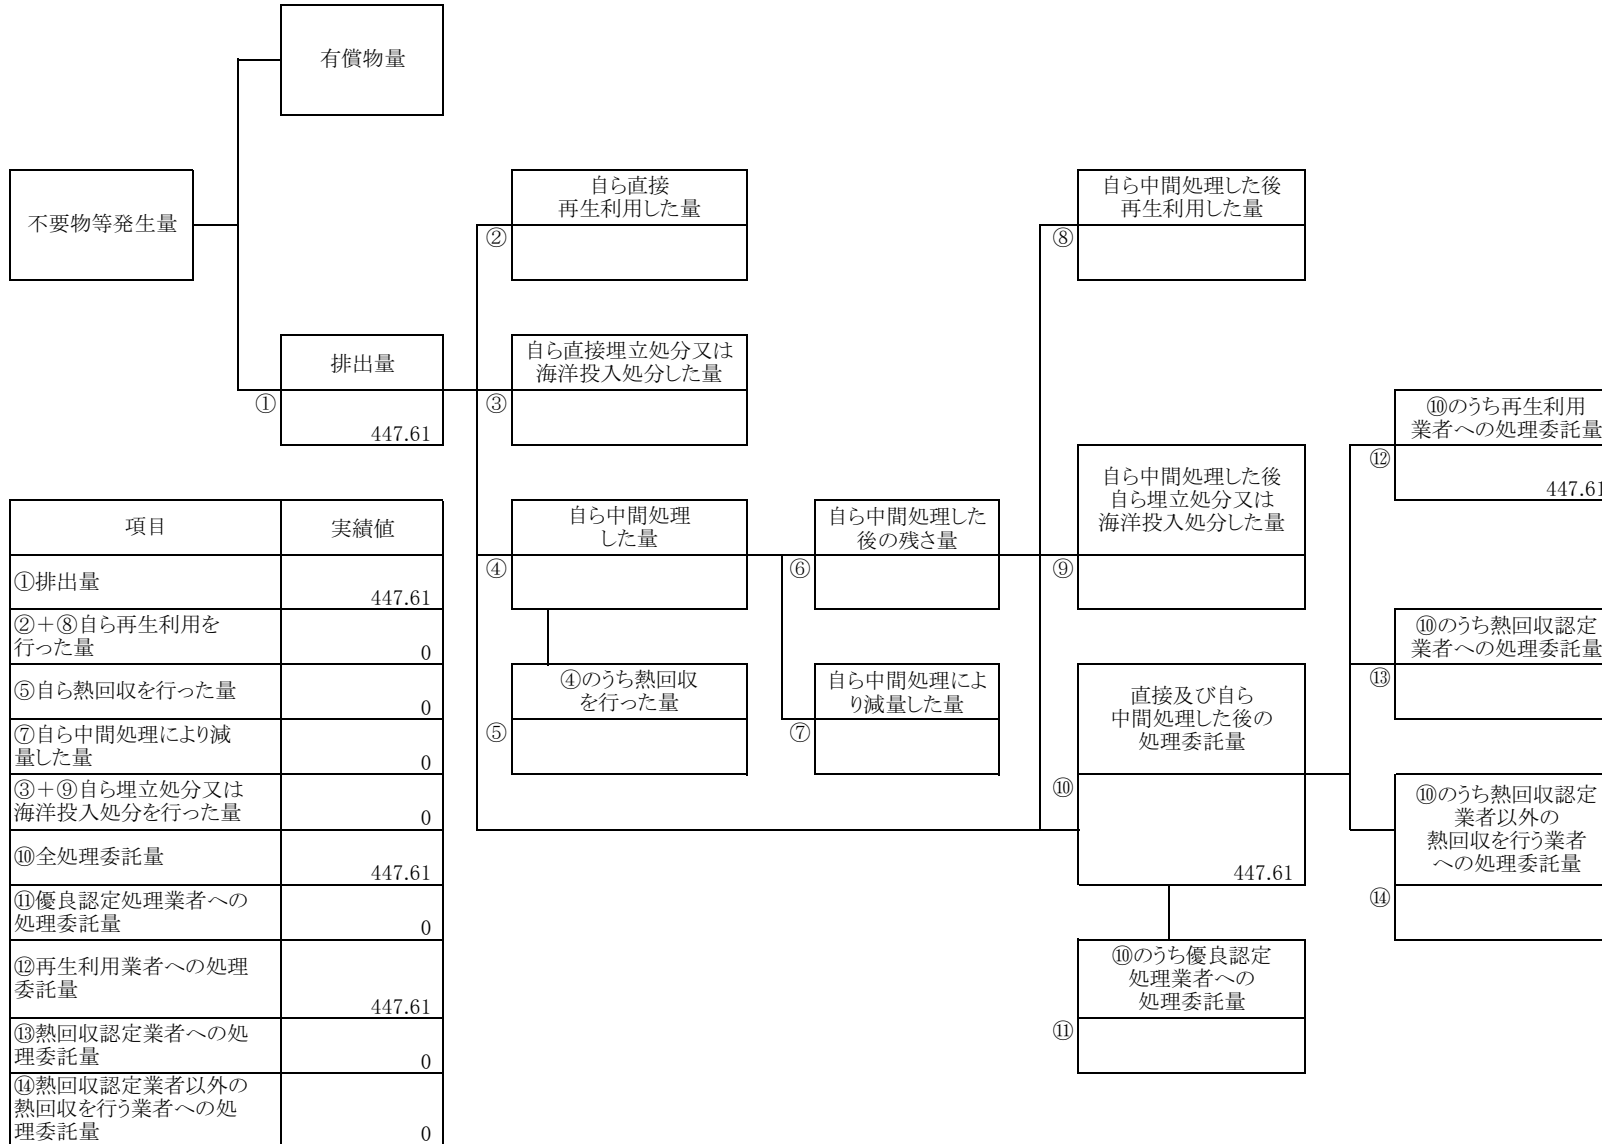 有償物量
不要物等発生量
自ら直接
再生利用した量
②
自ら中間処理した後
再生利用した量
⑧
排出量
①
447.61
自ら直接埋立処分又は
海洋投入処分した量
③
⑩のうち再生利用
業者への処理委託量
⑫
447.61
自ら中間処理した後
自ら埋立処分又は
海洋投入処分した量
⑨
自ら中間処理
した量
④
自ら中間処理した
後の残さ量
⑥
⑩のうち熱回収認定
業者への処理委託量
⑬
④のうち熱回収
を行った量
⑤
自ら中間処理によ
り減量した量
⑦
直接及び自ら
中間処理した後の
処理委託量
⑩
447.61
⑩のうち熱回収認定
業者以外の
熱回収を行う業者
への処理委託量
⑭
⑩のうち優良認定
処理業者への
処理委託量
⑪
項目 実績値
①排出量 447.61
②＋⑧自ら再生利用を
行った量 0
⑤自ら熱回収を行った量 0
⑦自ら中間処理により減
量した量 0
③＋⑨自ら埋立処分又は
海洋投入処分を行った量 0
⑩全処理委託量 447.61
⑪優良認定処理業者への
処理委託量 0
⑫再生利用業者への処理
委託量 447.61
⑬熱回収認定業者への処
理委託量 0
⑭熱回収認定業者以外の
熱回収を行う業者への処
理委託量 0